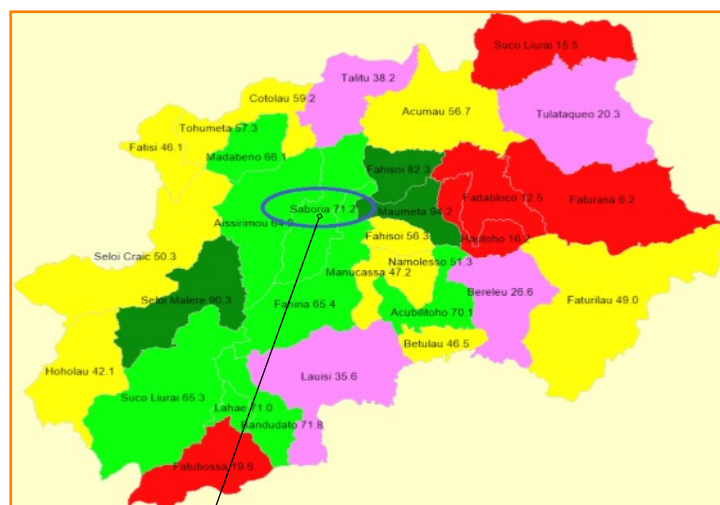 Suco Liurai 15.5
Talitu 38.2
Cotolau 59.2
Tulataqueo 20.3
Acumau 56.7
Tohumeta 57.3
Fatisi 46.1
Madabeno 66.1
Fahisoi 82.3
Fadabloco 12.5
Faturasa 6.2
Saboria 71.2
Maumeta 94.2
Aissirimou
Fahisoi 56.3
Hautoho 16.2
Seloi Craic 50.3
Namolesso 51.3
Manucassa 47.2
Bereleu 26.6
Seloi Malere 90.3
Faturilau 49.0
Fahiria 65.4
Acubilitoho 70.1
Betulau 46.5
Hoholau 42.1
Lauisi 35.6
Suco Liurai 65.3
Lahae 71.0
Bandudato 71.8
Fatubossa 19.6